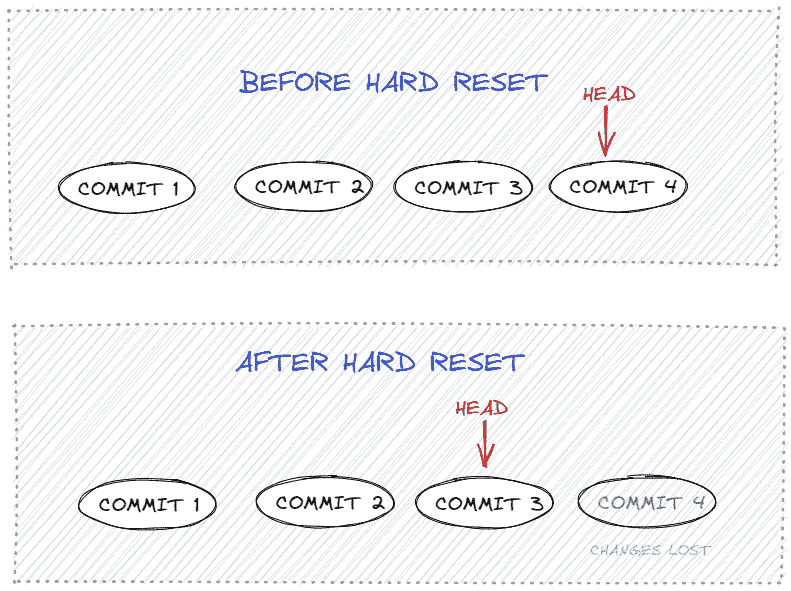 BEFORE HARD RESET
HEAD
COMMIT 1 COMMIT 2 COMMIT 3 COMMIT 4
AFTER HARD RESET
HEAD
COMMIT 1 COMMIT 2 COMMIT 3 COMMIT 4
CHANGES LOST